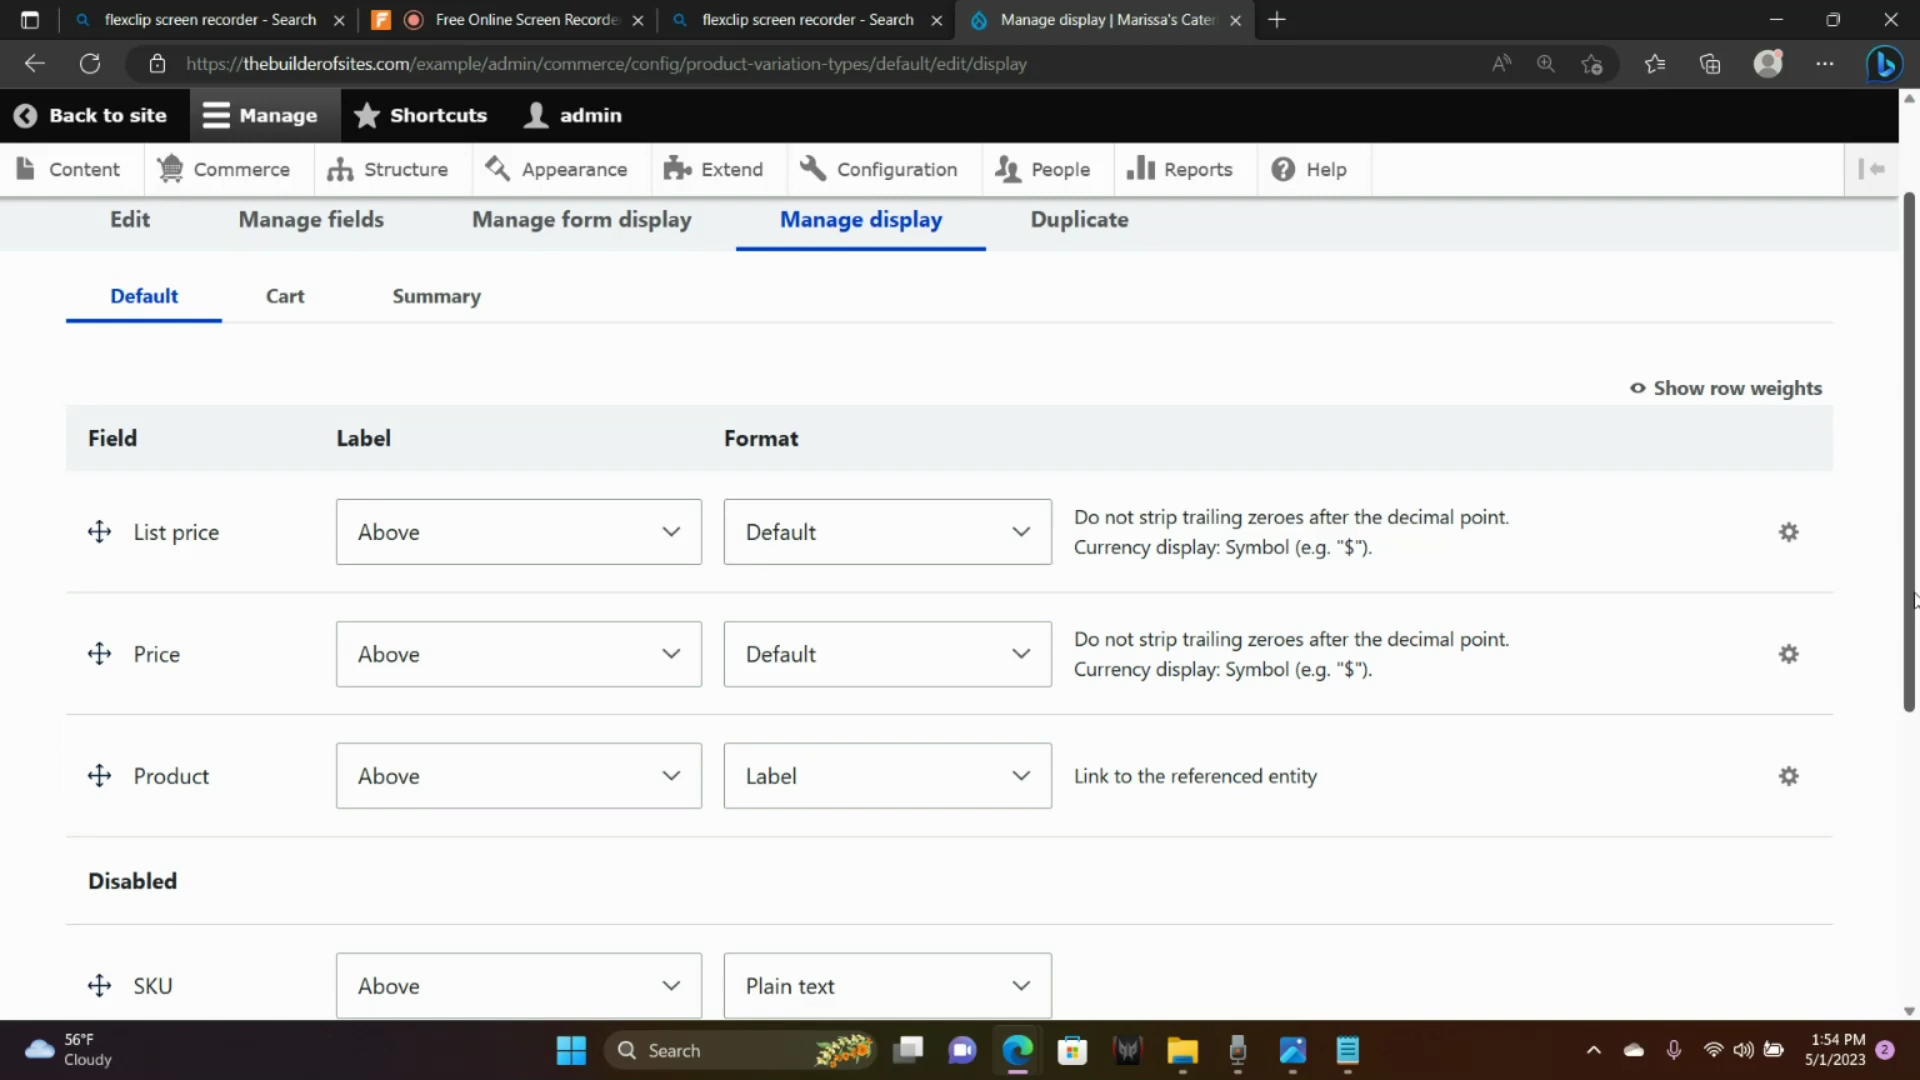 flexclip screen recorder - Search
Free Online Screen Recorde
flexclip screen recorder - Search
Manage display | Marissa's Cater
https://thebuilderofsites.com/example/admin/commerce/config/product-variation-types/default/edit/display
Back to site
Manage
Shortcuts
admin
Content
Commerce
Structure
Appearance
Extend
Configuration
People
Reports
Help
Edit
Manage fields
Manage form display
Manage display
Duplicate
Default
Cart
Summary
Show row weights
Field
Label
Format
List price
Above
Default
Do not strip trailing zeroes after the decimal point.
Currency display: Symbol (e.g. "$").
Price
Above
Default
Do not strip trailing zeroes after the decimal point.
Currency display: Symbol (e.g. "$").
Product
Above
Label
Link to the referenced entity
Disabled
SKU
Above
Plain text
56°F
Cloudy
Search
1:54 PM
5/1/2023
2